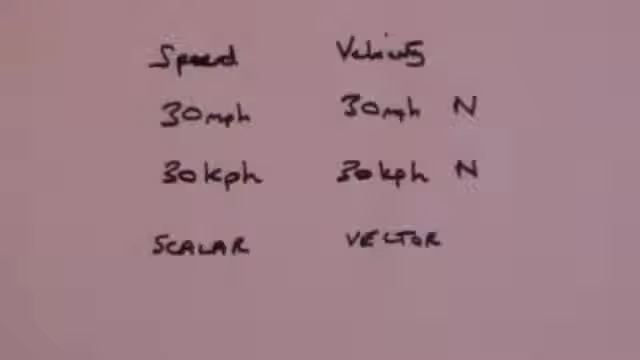 Speed Velocity
30mph 30mph N
30kph 30kph N
SCALAR VECTOR